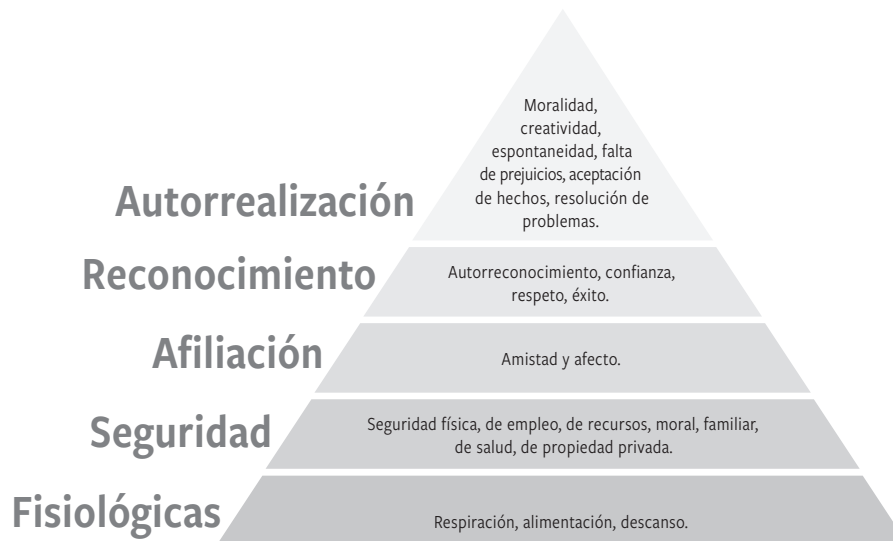 Moralidad,
creatividad,
espontaneidad, falta
de prejuicios, aceptación
de hechos, resolución de
problemas.
Autorrealización
Reconocimiento
Autorreconocimiento, confianza,
respeto, éxito.
Afiliación
Amistad y afecto.
Seguridad
Seguridad física, de empleo, de recursos, moral, familiar,
de salud, de propiedad privada.
Fisiológicas
Respiración, alimentación, descanso.